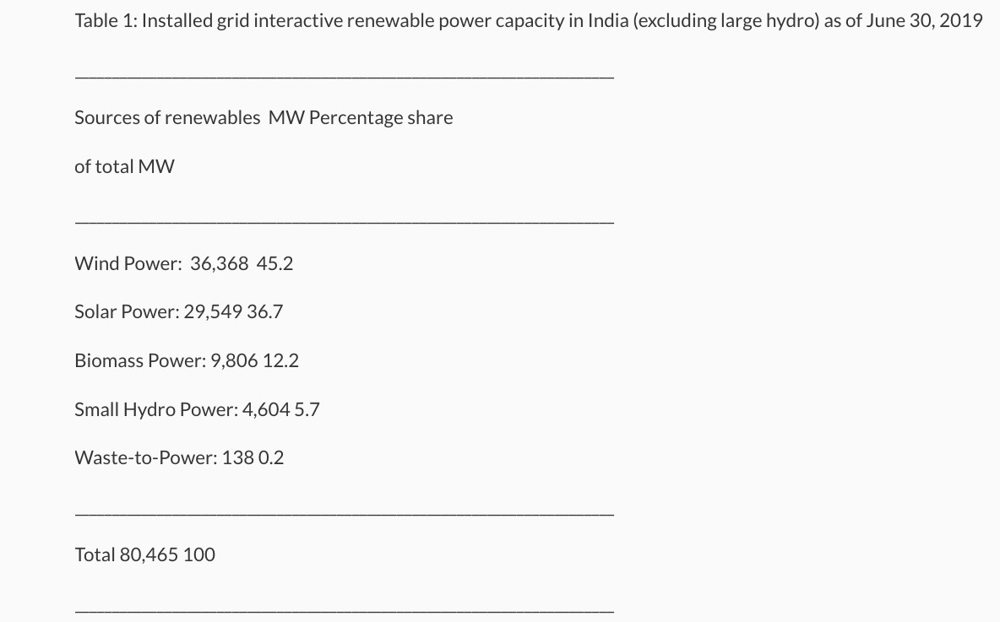 Table 1: Installed grid interactive renewable power capacity in India (excluding large hydro) as of June 30, 2019
Sources of renewables MW Percentage share
of total MW
Wind Power: 36,368 45.2
Solar Power: 29,549 36.7
Biomass Power: 9,806 12.2
Small Hydro Power: 4,604 5.7
Waste-to-Power: 138 0.2
Total 80,465 100